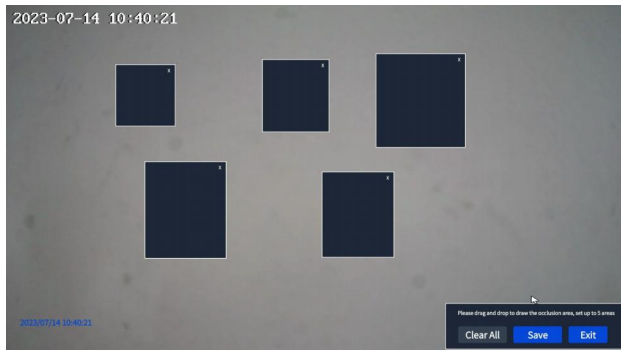 2023-07-14 10:40:21
x
x
x
x
x
2023/07/14 10:40:21
Please drag and drop to draw the occlusion area, set up to 5 areas
Clear All Save Exit